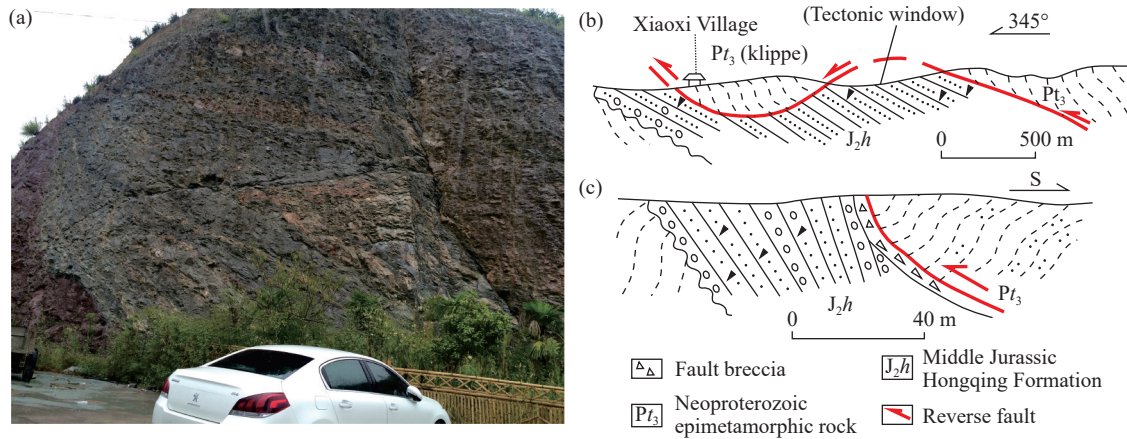 (a)
(b)
Xiaoxi Village
(Tectonic window)
345°
Pt₃ (klippe)
Pt₃
J₂h
0 500 m
(c)
S
Pt₃
J₂h
0 40 m
Fault breccia
J₂h Middle Jurassic
Hongqing Formation
Pt₃ Neoproterozoic
epimetamorphic rock
Reverse fault